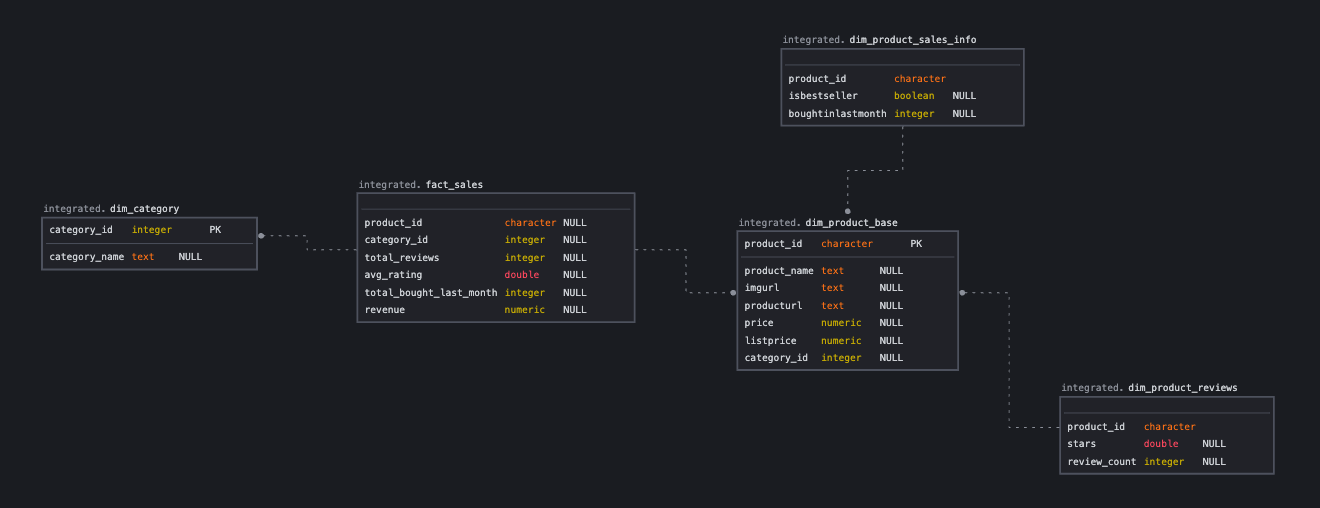 integrated. dim_product_sales_info
product_id character
isbestseller boolean NULL
boughtinlastmonth integer NULL
integrated. fact_sales
product_id character NULL
category_id integer NULL
total_reviews integer NULL
avg_rating double NULL
total_bought_last_month integer NULL
revenue numeric NULL
integrated. dim_category
category_id integer PK
category_name text NULL
integrated. dim_product_base
product_id character PK
product_name text NULL
imgurl text NULL
producturl text NULL
price numeric NULL
listprice numeric NULL
category_id integer NULL
integrated. dim_product_reviews
product_id character
stars double NULL
review_count integer NULL